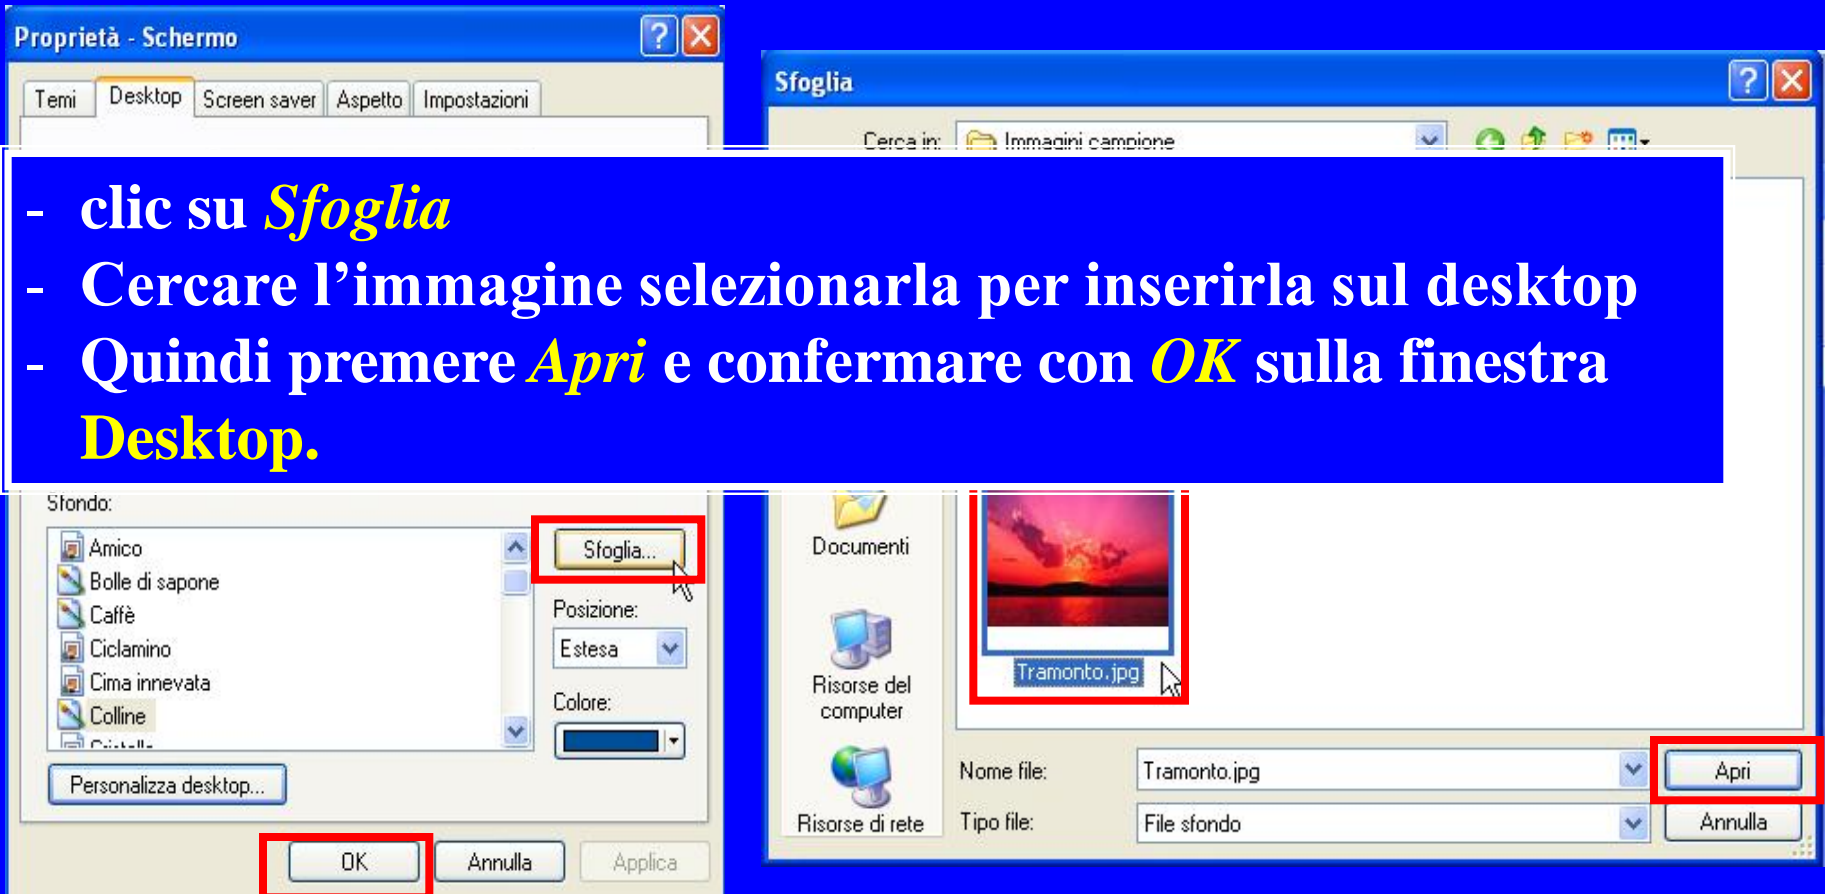 Proprietà - Schermo
Temi Desktop Screen saver Aspetto Impostazioni
Sfoglia
Cerca in: Immagini campione
- clic su Sfoglia
- Cercare l’immagine selezionarla per inserirla sul desktop
- Quindi premere Apri e confermare con OK sulla finestra
Desktop.
Sfondo:
Amico
Bolle di sapone
Caffè
Ciclamino
Cima innevata
Colline
Sfoglia...
Posizione:
Estesa
Colore:
Personalizza desktop...
OK Annulla Applica
Documenti
Risorse del
computer
Risorse di rete
Tramonto.jpg
Nome file: Tramonto.jpg Apri
Tipo file: File sfondo Annulla